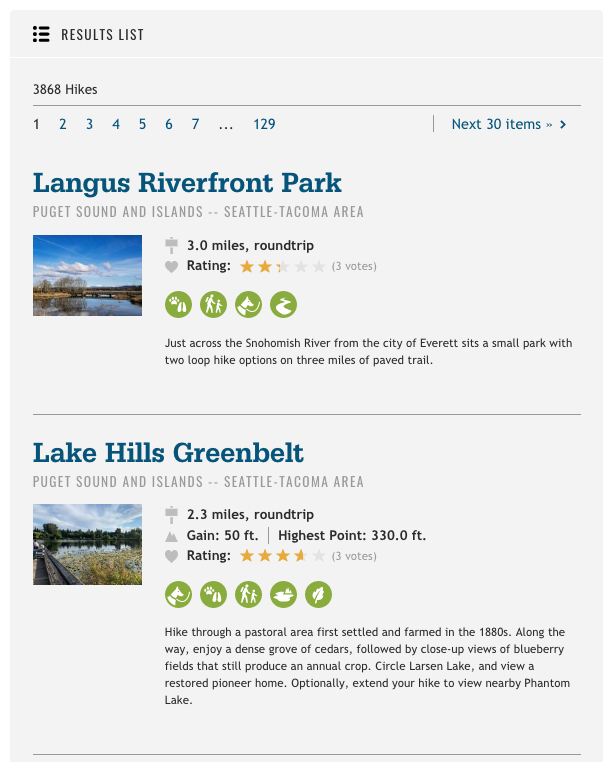 RESULTS LIST
3868 Hikes
1 2 3 4 5 6 7 ... 129 Next 30 items »
Langus Riverfront Park
PUGET SOUND AND ISLANDS -- SEATTLE-TACOMA AREA
3.0 miles, roundtrip
Rating: (3 votes)
Just across the Snohomish River from the city of Everett sits a small park with
two loop hike options on three miles of paved trail.
Lake Hills Greenbelt
PUGET SOUND AND ISLANDS -- SEATTLE-TACOMA AREA
2.3 miles, roundtrip
Gain: 50 ft. | Highest Point: 330.0 ft.
Rating: (3 votes)
Hike through a pastoral area first settled and farmed in the 1880s. Along the
way, enjoy a dense grove of cedars, followed by close-up views of blueberry
fields that still produce an annual crop. Circle Larsen Lake, and view a
restored pioneer home. Optionally, extend your hike to view nearby Phantom
Lake.